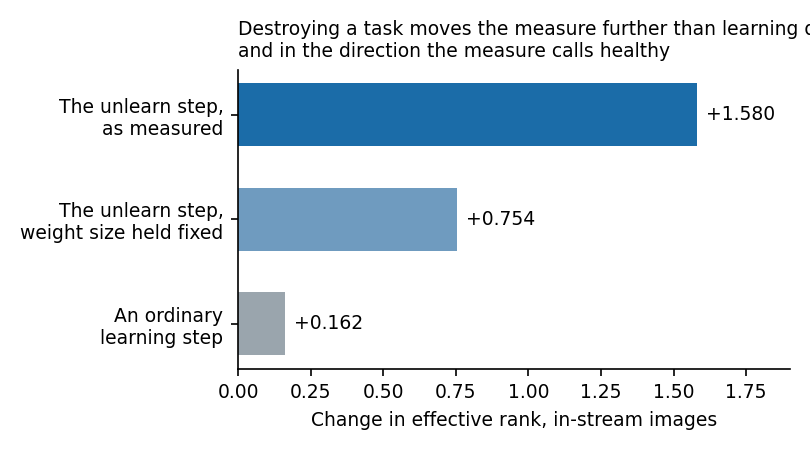 Destroying a task moves the measure further than learning
and in the direction the measure calls healthy
The unlearn step,
as measured
+1.580
The unlearn step,
weight size held fixed
+0.754
An ordinary
learning step
+0.162
0.00 0.25 0.50 0.75 1.00 1.25 1.50 1.75
Change in effective rank, in-stream images